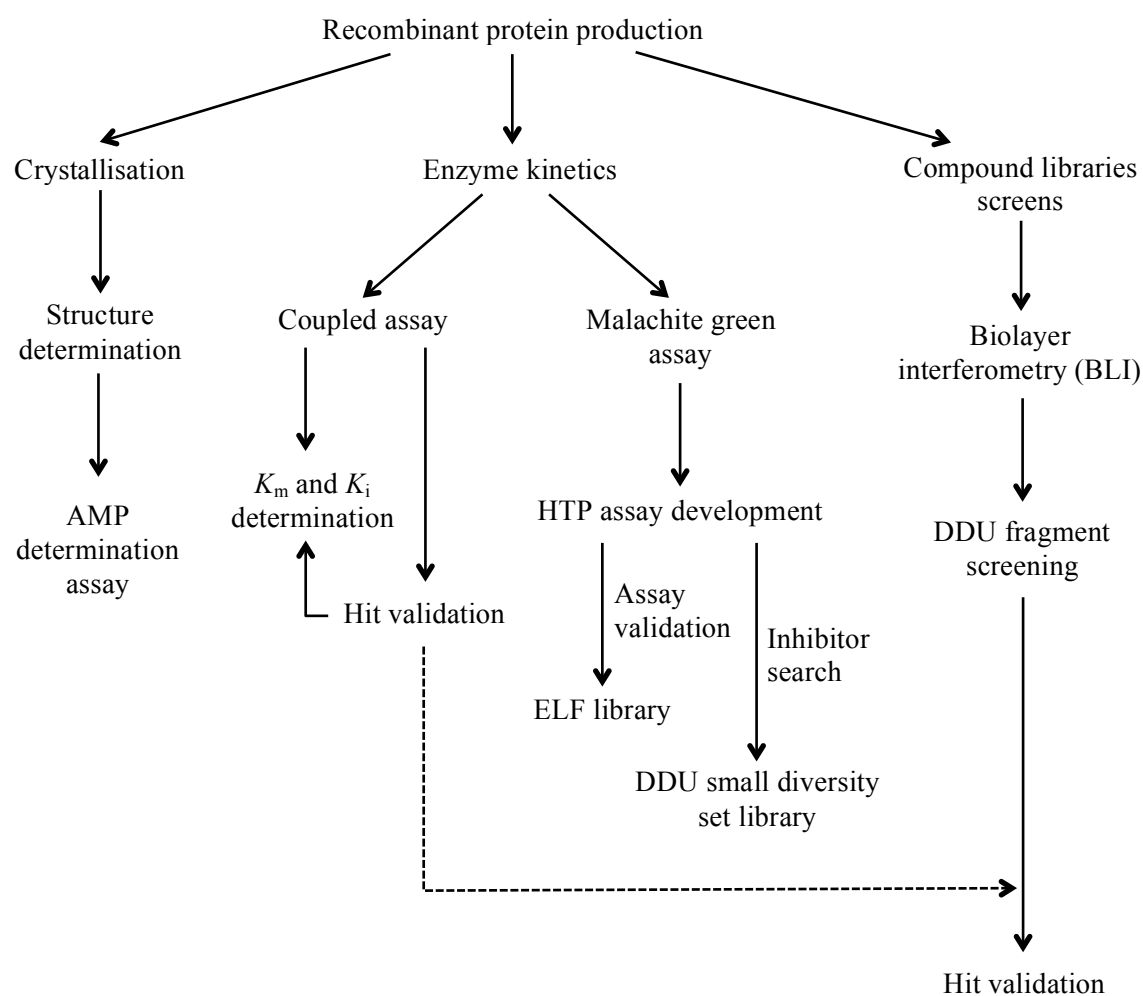 Recombinant protein production
Crystallisation
Enzyme kinetics
Compound libraries
screens
Structure
determination
Coupled assay
Malachite green
assay
Biolayer
interferometry (BLI)
AMP
determination
assay
Km and Ki
determination
HTP assay development
DDU fragment
screening
Hit validation
Assay
validation
Inhibitor
search
ELF library
DDU small diversity
set library
Hit validation